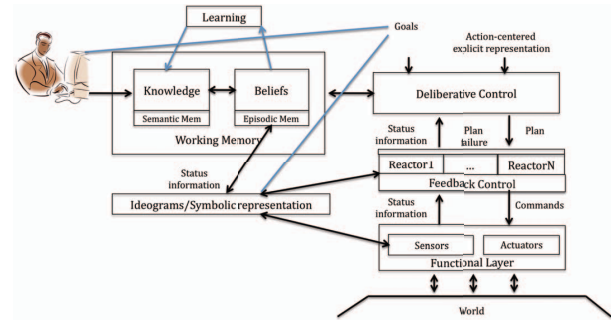 Learning
Goals
Action-centered
explicit representation
Knowledge
Beliefs
Semantic Mem
Episodic Mem
Working Memory
Deliberative Control
Status
information
Plan
failure
Plan
Reactor1
...
ReactorN
Feedback Control
Status
information
Ideograms/Symbolic representation
Status
information
Commands
Sensors
Actuators
Functional Layer
World